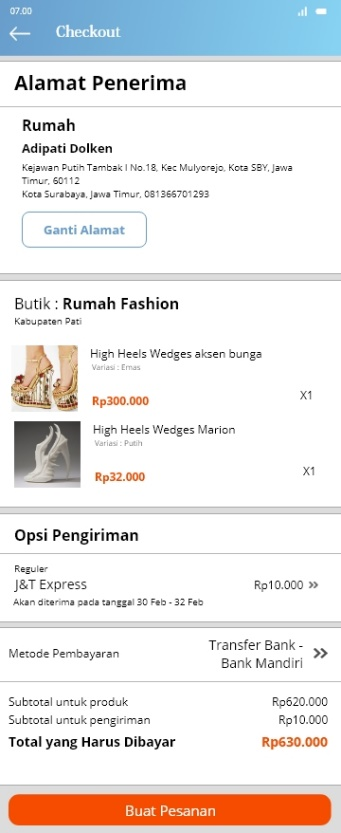 07.00
Checkout
Alamat Penerima
Rumah
Adipati Dolken
Kejawan Putih Tambak I No.18, Kec Mulyorejo, Kota SBY, Jawa
Timur, 60112
Kota Surabaya, Jawa Timur, 081366701293
Ganti Alamat
Butik : Rumah Fashion
Kabupaten Pati
High Heels Wedges aksen bunga
Variasi : Emas
Rp300.000
X1
High Heels Wedges Marion
Variasi : Putih
Rp32.000
X1
Opsi Pengiriman
Reguler
J&T Express
Rp10.000 »
Akan diterima pada tanggal 30 Feb - 32 Feb
Metode Pembayaran
Transfer Bank -
Bank Mandiri »
Subtotal untuk produk Rp620.000
Subtotal untuk pengiriman Rp10.000
Total yang Harus Dibayar Rp630.000
Buat Pesanan